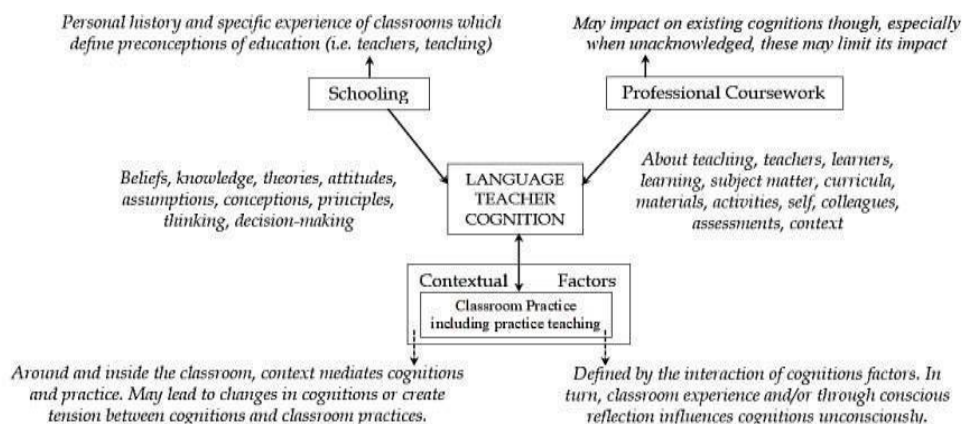 Personal history and specific experience of classrooms which
define preconceptions of education (i.e. teachers, teaching)
May impact on existing cognitions though, especially
when unacknowledged, these may limit its impact
Schooling
Professional Coursework
Beliefs, knowledge, theories, attitudes,
assumptions, conceptions, principles,
thinking, decision-making
LANGUAGE
TEACHER
COGNITION
About teaching, teachers, learners,
learning, subject matter, curricula,
materials, activities, self, colleagues,
assessments, context
Contextual Factors
Classroom Practice
including practice teaching
Around and inside the classroom, context mediates cognitions
and practice. May lead to changes in cognitions or create
tension between cognitions and classroom practices.
Defined by the interaction of cognitions factors. In
turn, classroom experience and/or through conscious
reflection influences cognitions unconsciously.